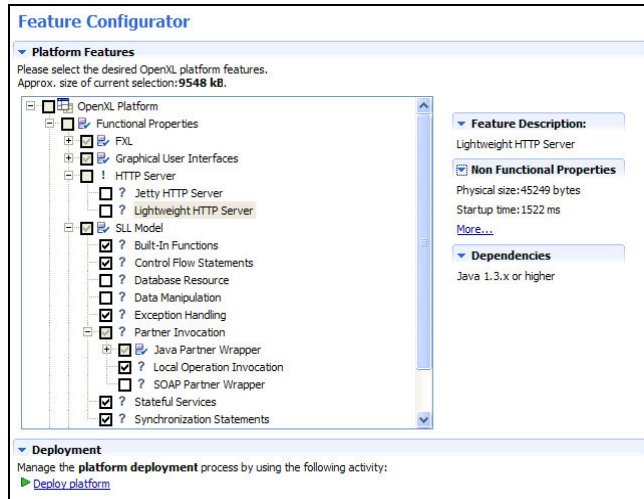 Feature Configurator
Platform Features
Please select the desired OpenXL platform features.
Approx. size of current selection:9548 kB.
OpenXL Platform
Functional Properties
FXL
Graphical User Interfaces
! HTTP Server
? Jetty HTTP Server
? Lightweight HTTP Server
SLL Model
? Built-In Functions
? Control Flow Statements
? Database Resource
? Data Manipulation
? Exception Handling
? Partner Invocation
Java Partner Wrapper
? Local Operation Invocation
? SOAP Partner Wrapper
? Stateful Services
? Synchronization Statements
Feature Description:
Lightweight HTTP Server
Non Functional Properties
Physical size:45249 bytes
Startup time:1522 ms
More...
Dependencies
Java 1.3.x or higher
Deployment
Manage the platform deployment process by using the following activity:
Deploy platform